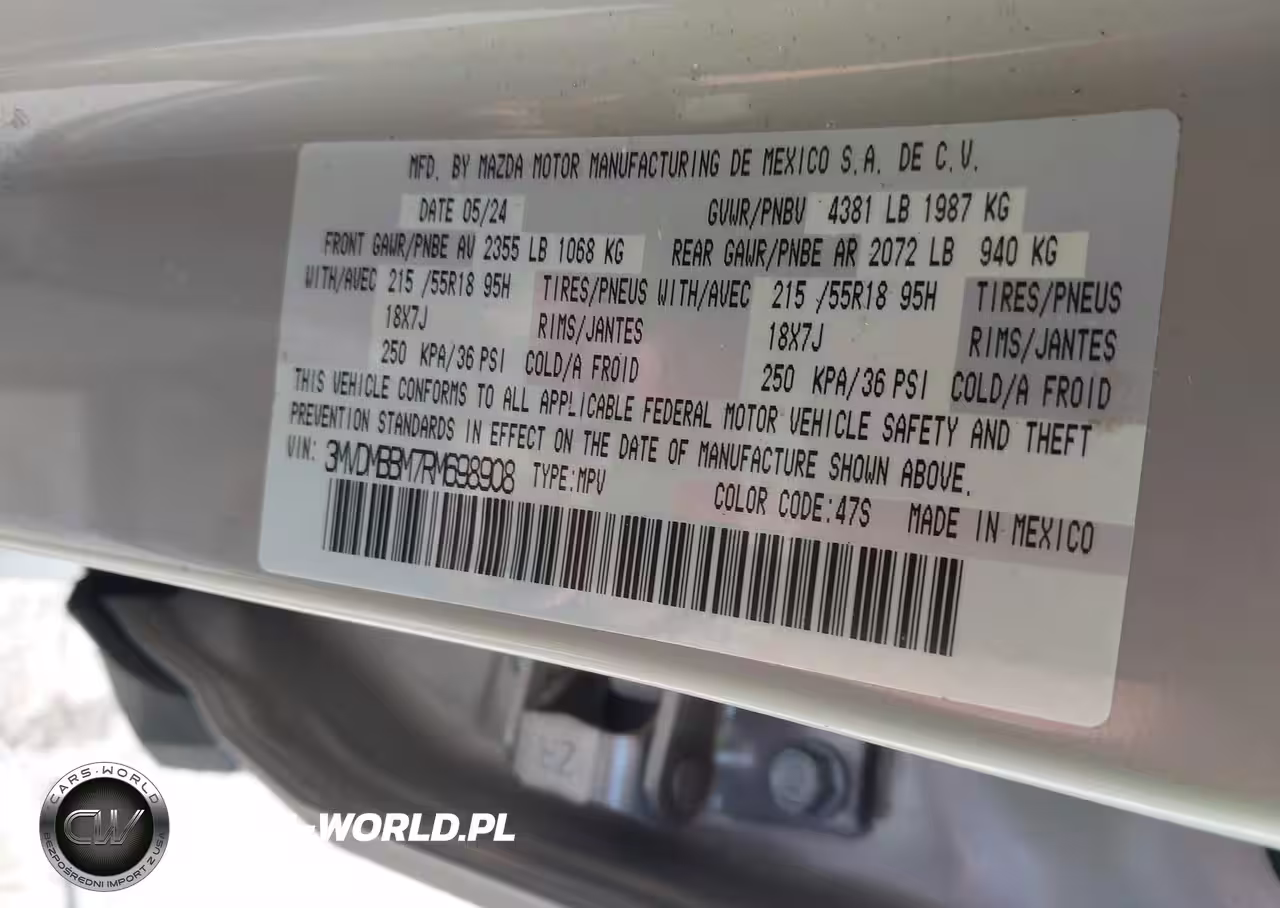 MFD. BY MAZDA MOTOR MANUFACTURING DE MEXICO S.A. DE C.V.
DATE 05/24 GVWR/PNBV 4381 LB 1987 KG
FRONT GAWR/PNBE AV 2355 LB 1068 KG REAR GAWR/PNBE AR 2072 LB 940 KG
WITH/AVEC 215 /55R18 95H TIRES/PNEUS WITH/AVEC 215 /55R18 95H TIRES/PNEUS
18X7J RIMS/JANTES 18X7J RIMS/JANTES
250 KPA/36 PSI COLD/A FROID 250 KPA/36 PSI COLD/A FROID
THIS VEHICLE CONFORMS TO ALL APPLICABLE FEDERAL MOTOR VEHICLE SAFETY AND THEFT
PREVENTION STANDARDS IN EFFECT ON THE DATE OF MANUFACTURE SHOWN ABOVE.
VIN: 3MVDMBBM7RM698908 TYPE:MPV COLOR CODE:47S MADE IN MEXICO
CARS-WORLD
CW
BEZPOŚREDNI IMPORT Z USA
-WORLD.PL